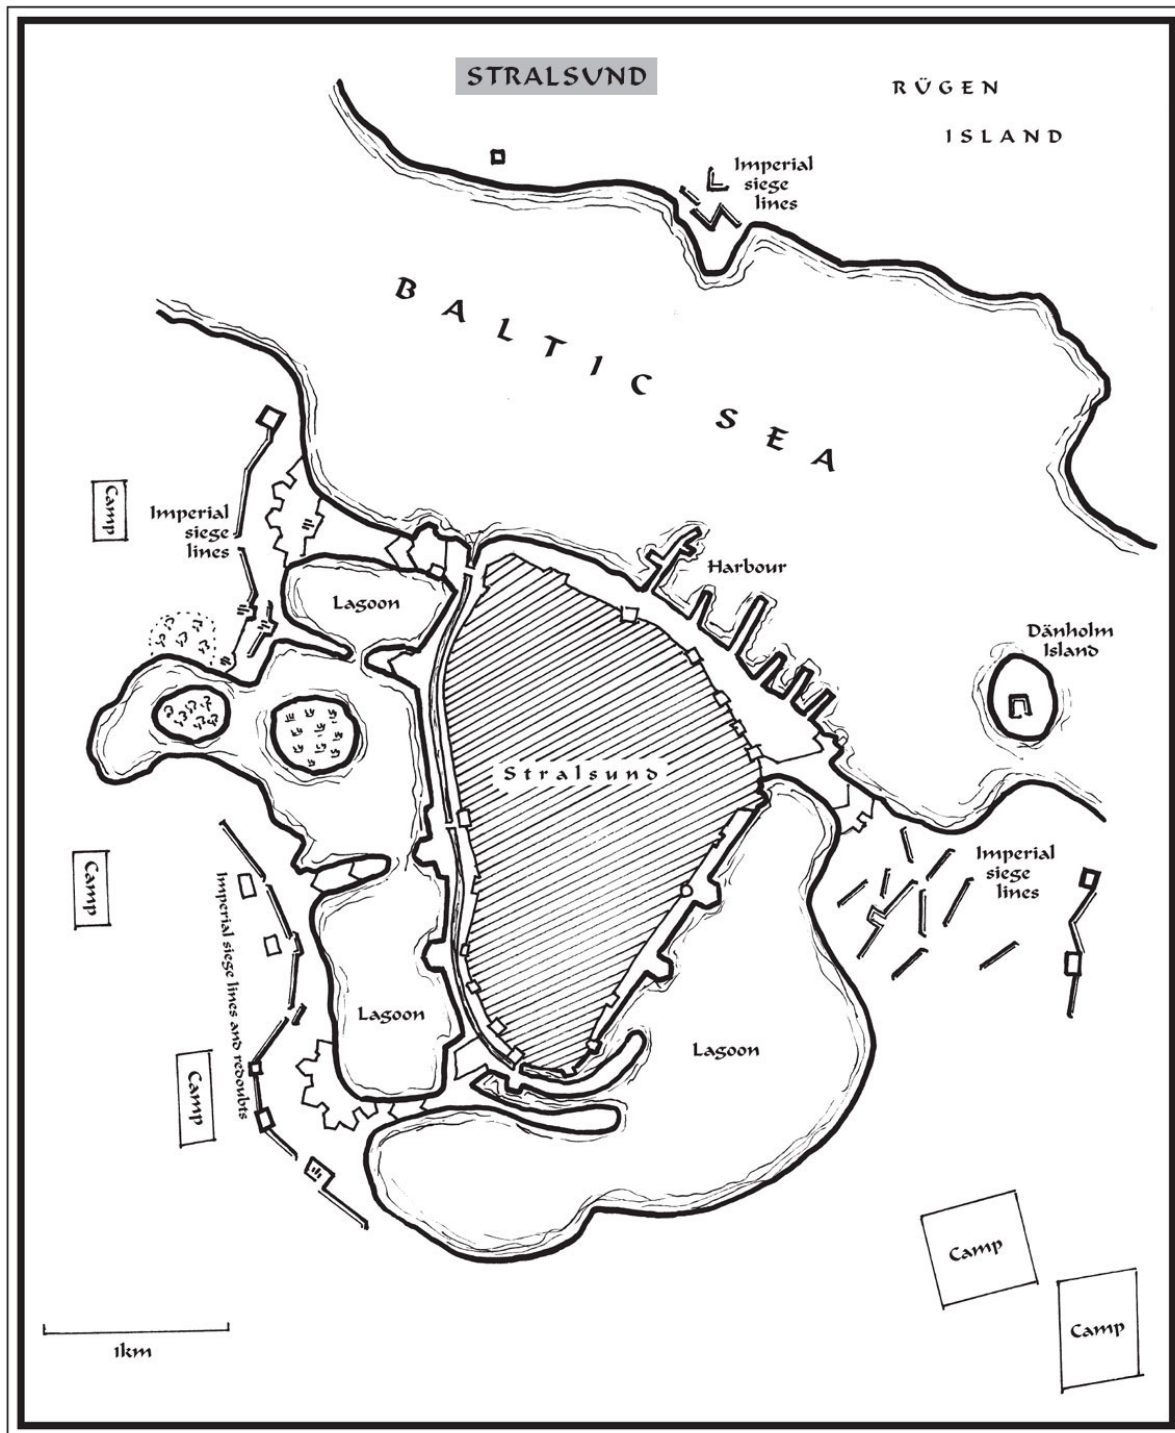 STRALSUND
RÜGEN
ISLAND
Imperial
siege
lines
BALTIC SEA
Camp
Imperial
siege
lines
Harbour
Lagoon
Dänholm
Island
Stralsund
Camp
Imperial siege lines and redoubts
Imperial
siege
lines
Lagoon
Lagoon
Camp
Camp
Camp
1km